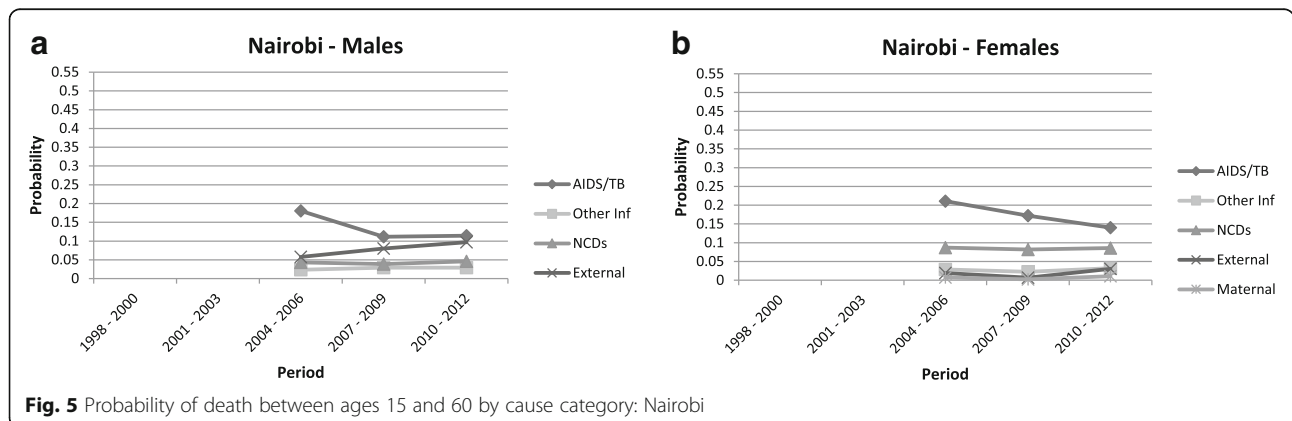 a
Nairobi - Males
0.55
0.5
0.45
0.4
0.35
0.3
0.25
0.2
0.15
0.1
0.05
0
Probability
1998 - 2000
2001 - 2003
2004 - 2006
2007 - 2009
2010 - 2012
Period
AIDS/TB
Other Inf
NCDs
External
b
Nairobi - Females
0.55
0.5
0.45
0.4
0.35
0.3
0.25
0.2
0.15
0.1
0.05
0
Probability
1998 - 2000
2001 - 2003
2004 - 2006
2007 - 2009
2010 - 2012
Period
AIDS/TB
Other Inf
NCDs
External
Maternal
Fig. 5 Probability of death between ages 15 and 60 by cause category: Nairobi